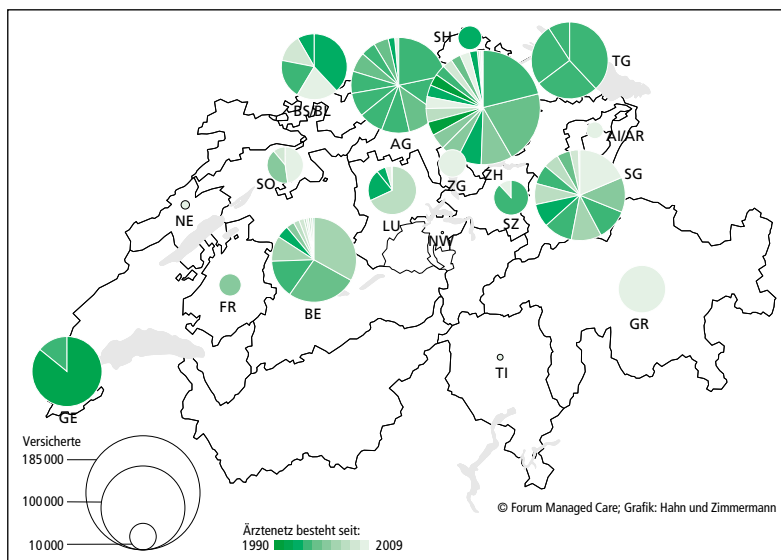 SH
TG
BS/BL
AG
AI/AR
ZH
SO
ZG
SG
NE
LU
SZ
NW
FR
BE
GR
TI
GE
Versicherte
185 000
100 000
10 000
© Forum Managed Care; Grafik: Hahn und Zimmermann
Ärztenetz besteht seit:
1990 2009